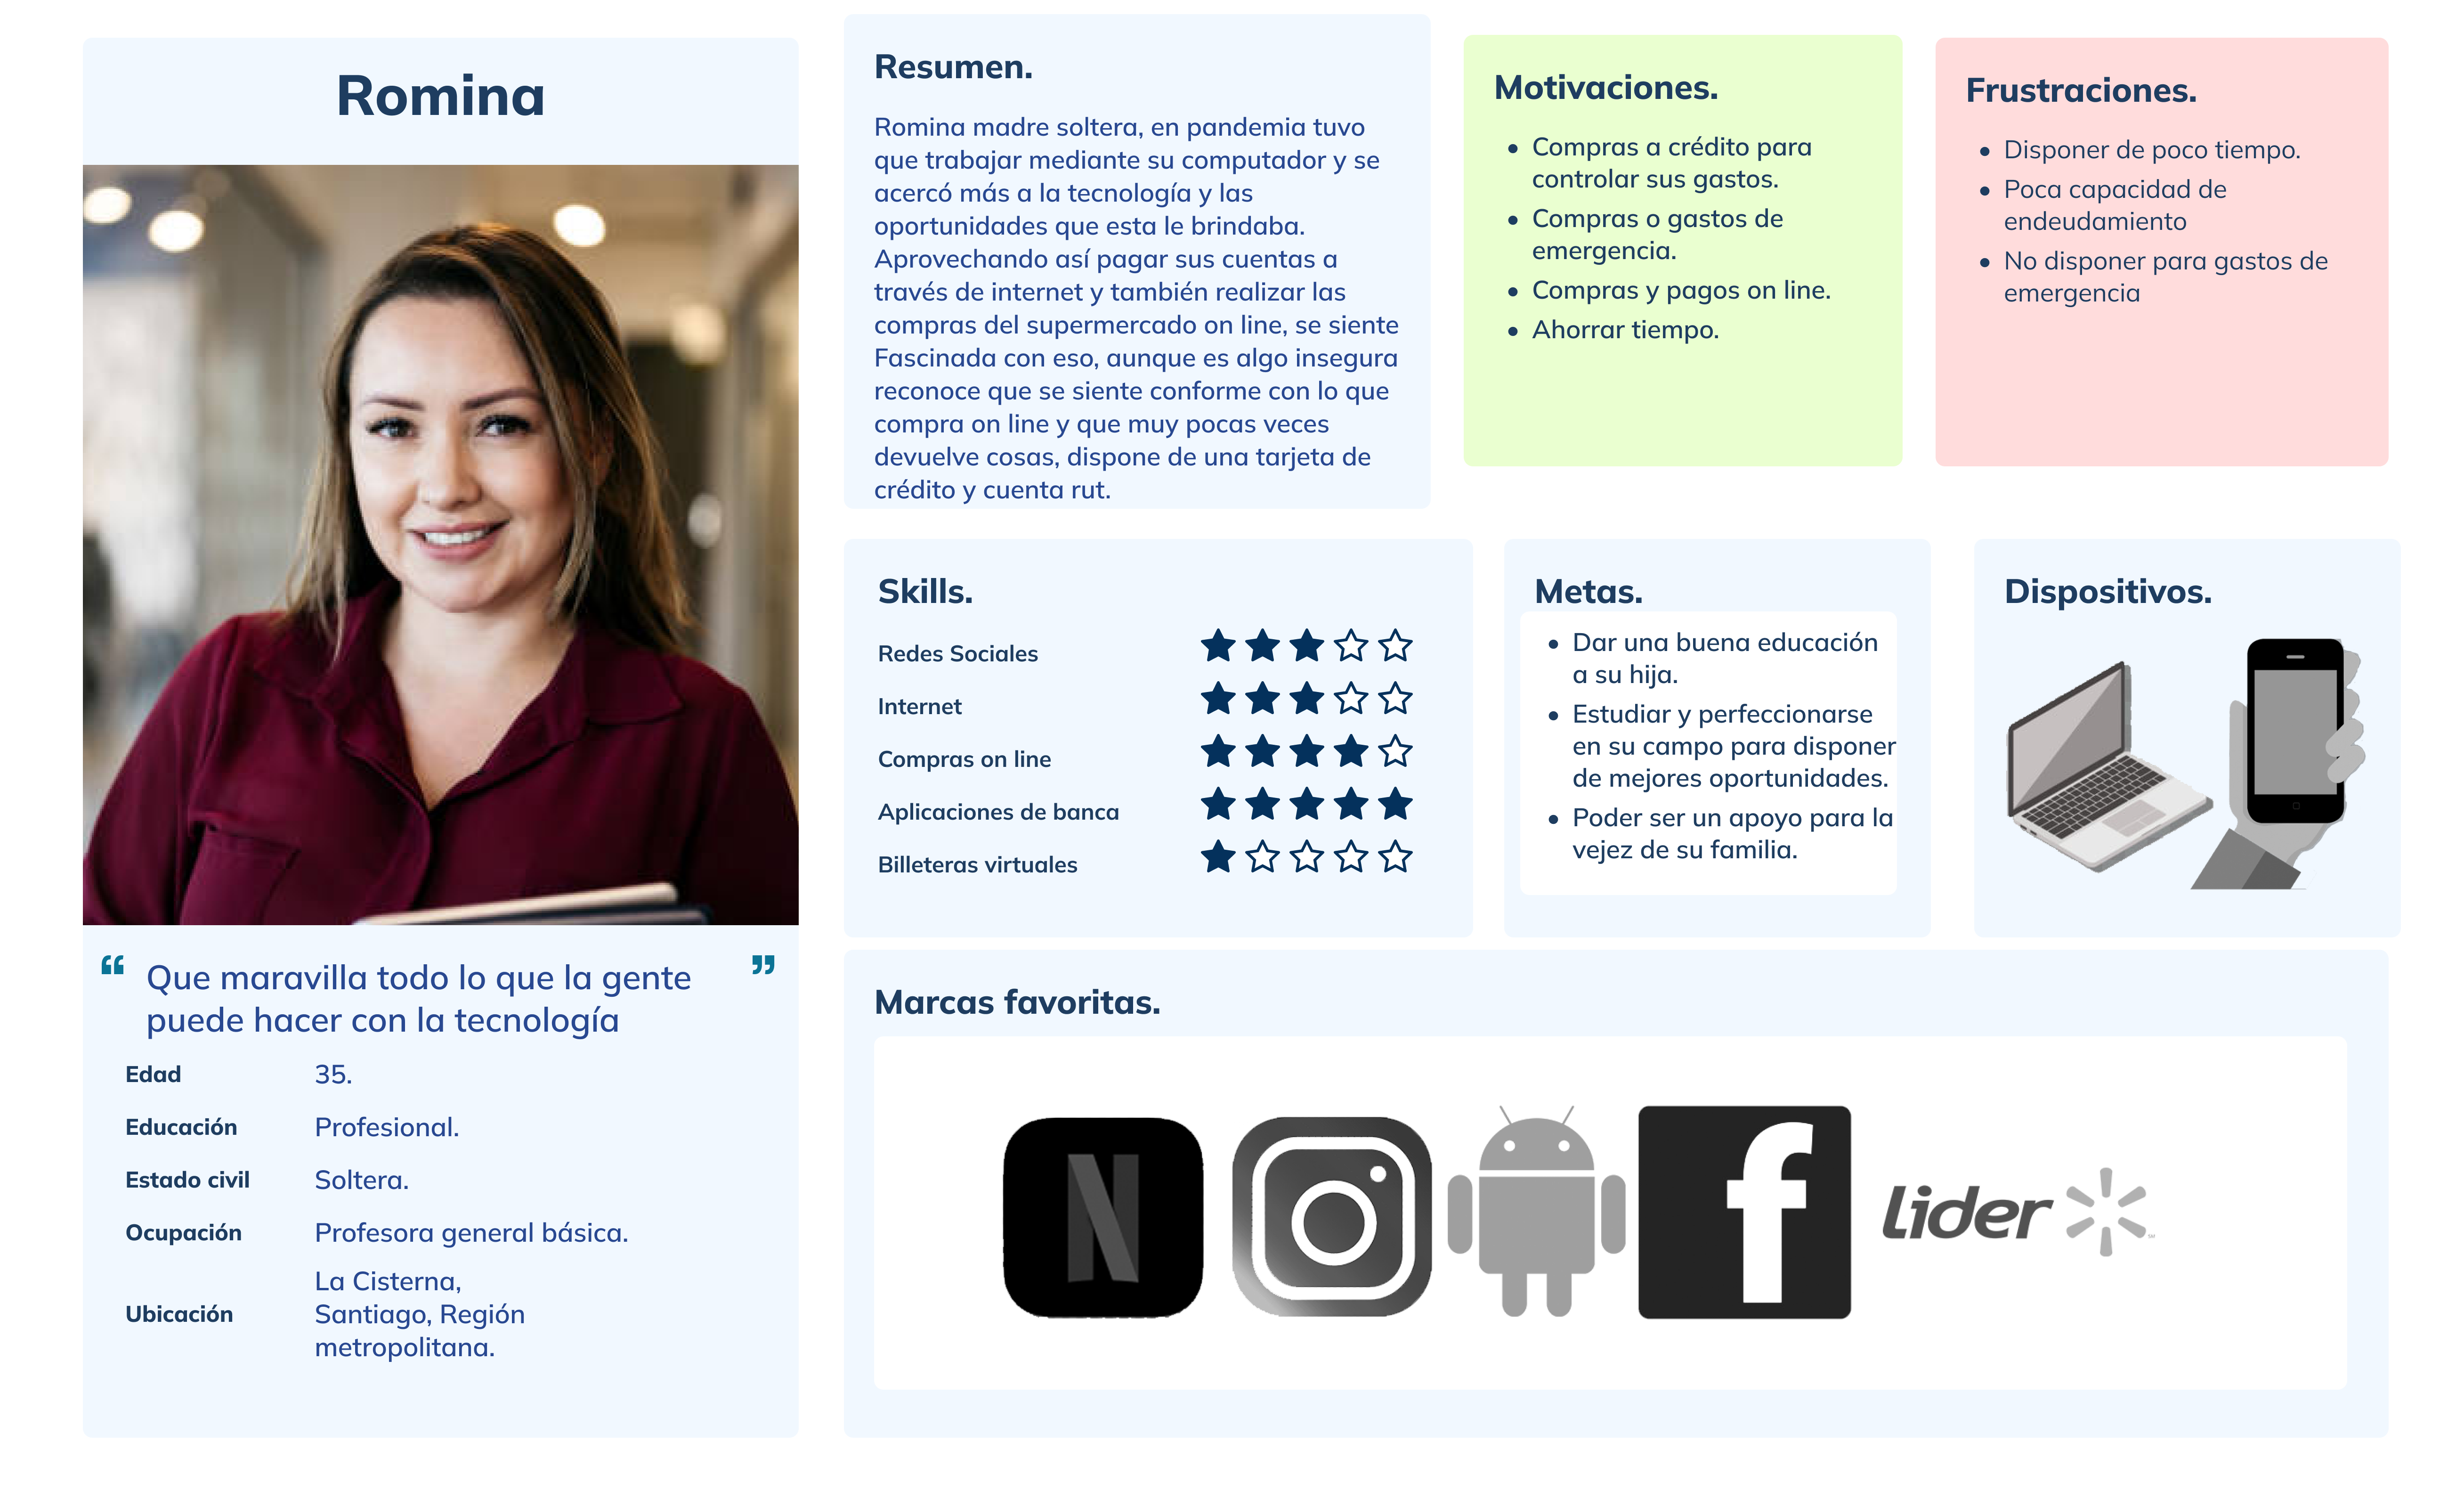 Romina
“ Que maravilla todo lo que la gente ”
puede hacer con la tecnología
Edad 35.
Educación Profesional.
Estado civil Soltera.
Ocupación Profesora general básica.
Ubicación La Cisterna,
Santiago, Región
metropolitana.
Resumen.
Romina madre soltera, en pandemia tuvo
que trabajar mediante su computador y se
acercó más a la tecnología y las
oportunidades que esta le brindaba.
Aprovechando así pagar sus cuentas a
través de internet y también realizar las
compras del supermercado on line, se siente
Fascinada con eso, aunque es algo insegura
reconoce que se siente conforme con lo que
compra on line y que muy pocas veces
devuelve cosas, dispone de una tarjeta de
crédito y cuenta rut.
Motivaciones.
• Compras a crédito para
controlar sus gastos.
• Compras o gastos de
emergencia.
• Compras y pagos on line.
• Ahorrar tiempo.
Frustraciones.
• Disponer de poco tiempo.
• Poca capacidad de
endeudamiento
• No disponer para gastos de
emergencia
Skills.
Redes Sociales
Internet
Compras on line
Aplicaciones de banca
Billeteras virtuales
Metas.
• Dar una buena educación
a su hija.
• Estudiar y perfeccionarse
en su campo para disponer
de mejores oportunidades.
• Poder ser un apoyo para la
vejez de su familia.
Dispositivos.
Marcas favoritas.
N
f
lider